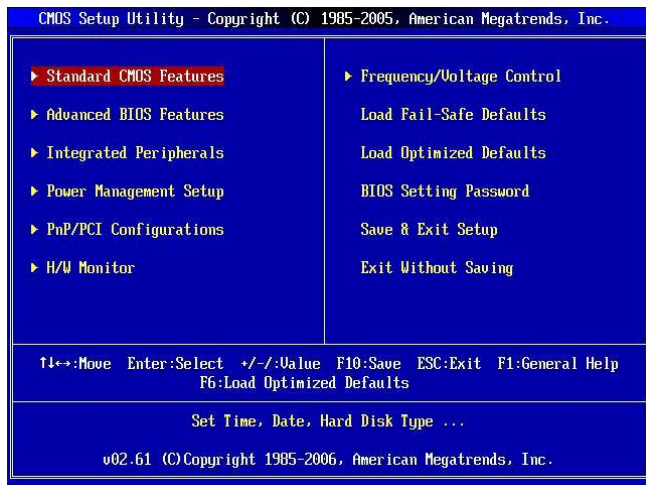 CMOS Setup Utility - Copyright (C) 1985-2005, American Megatrends, Inc.
Standard CMOS Features
Advanced BIOS Features
Integrated Peripherals
Power Management Setup
PnP/PCI Configurations
H/W Monitor
Frequency/Voltage Control
Load Fail-Safe Defaults
Load Optimized Defaults
BIOS Setting Password
Save & Exit Setup
Exit Without Saving
↑↓←→:Move Enter:Select +/-/:Value F10:Save ESC:Exit F1:General Help
F6:Load Optimized Defaults
Set Time, Date, Hard Disk Type ...
v02.61 (C)Copyright 1985-2006, American Megatrends, Inc.